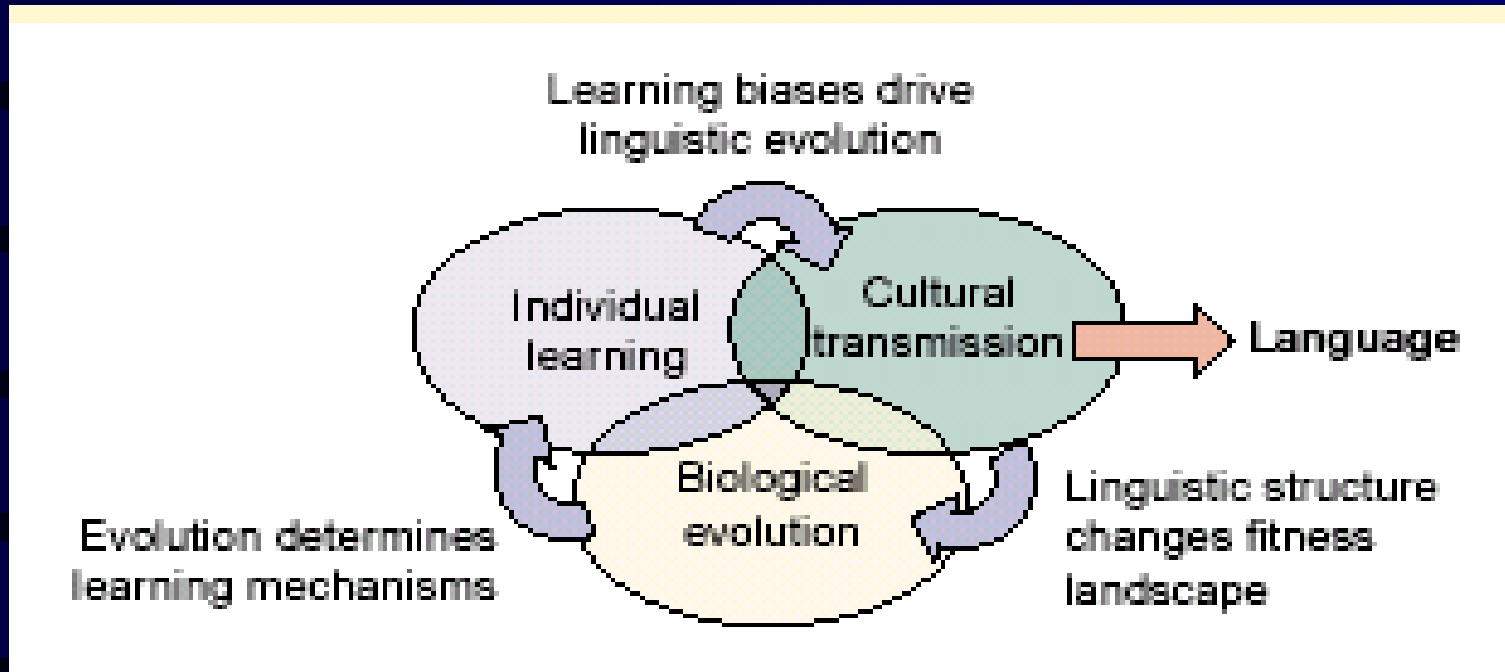 Learning biases drive
linguistic evolution
Individual
learning
Cultural
transmission
Language
Biological
evolution
Evolution determines
learning mechanisms
Linguistic structure
changes fitness
landscape